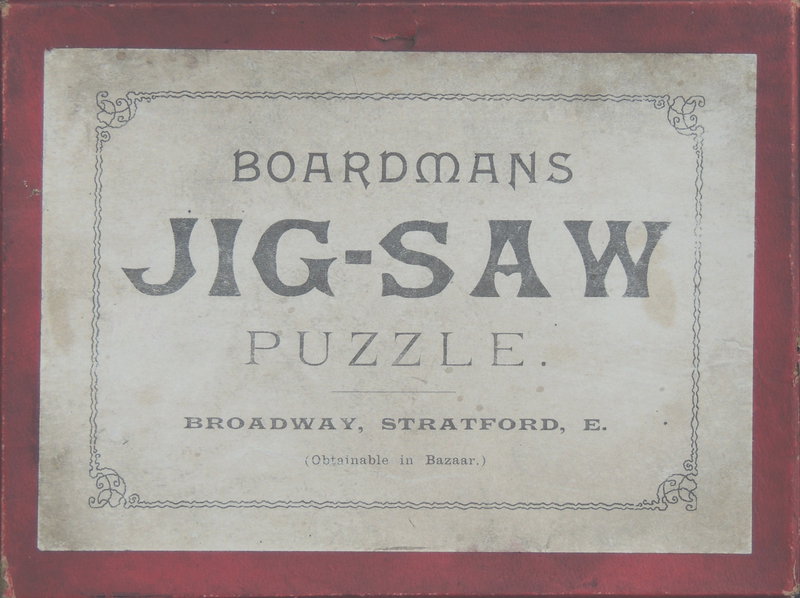 BOARDMANS
JIG-SAW
PUZZLE.
BROADWAY, STRATFORD, E.
(Obtainable in Bazaar.)